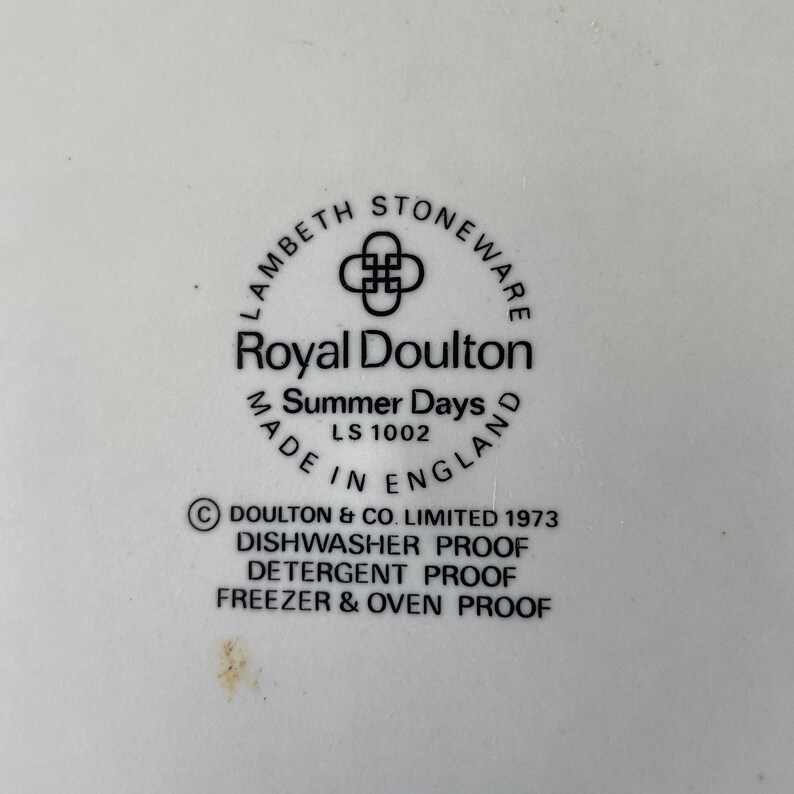 LAMBETH STONEWARE
Royal Doulton
Summer Days
LS 1002
MADE IN ENGLAND
© DOULTON & CO. LIMITED 1973
DISHWASHER PROOF
DETERGENT PROOF
FREEZER & OVEN PROOF